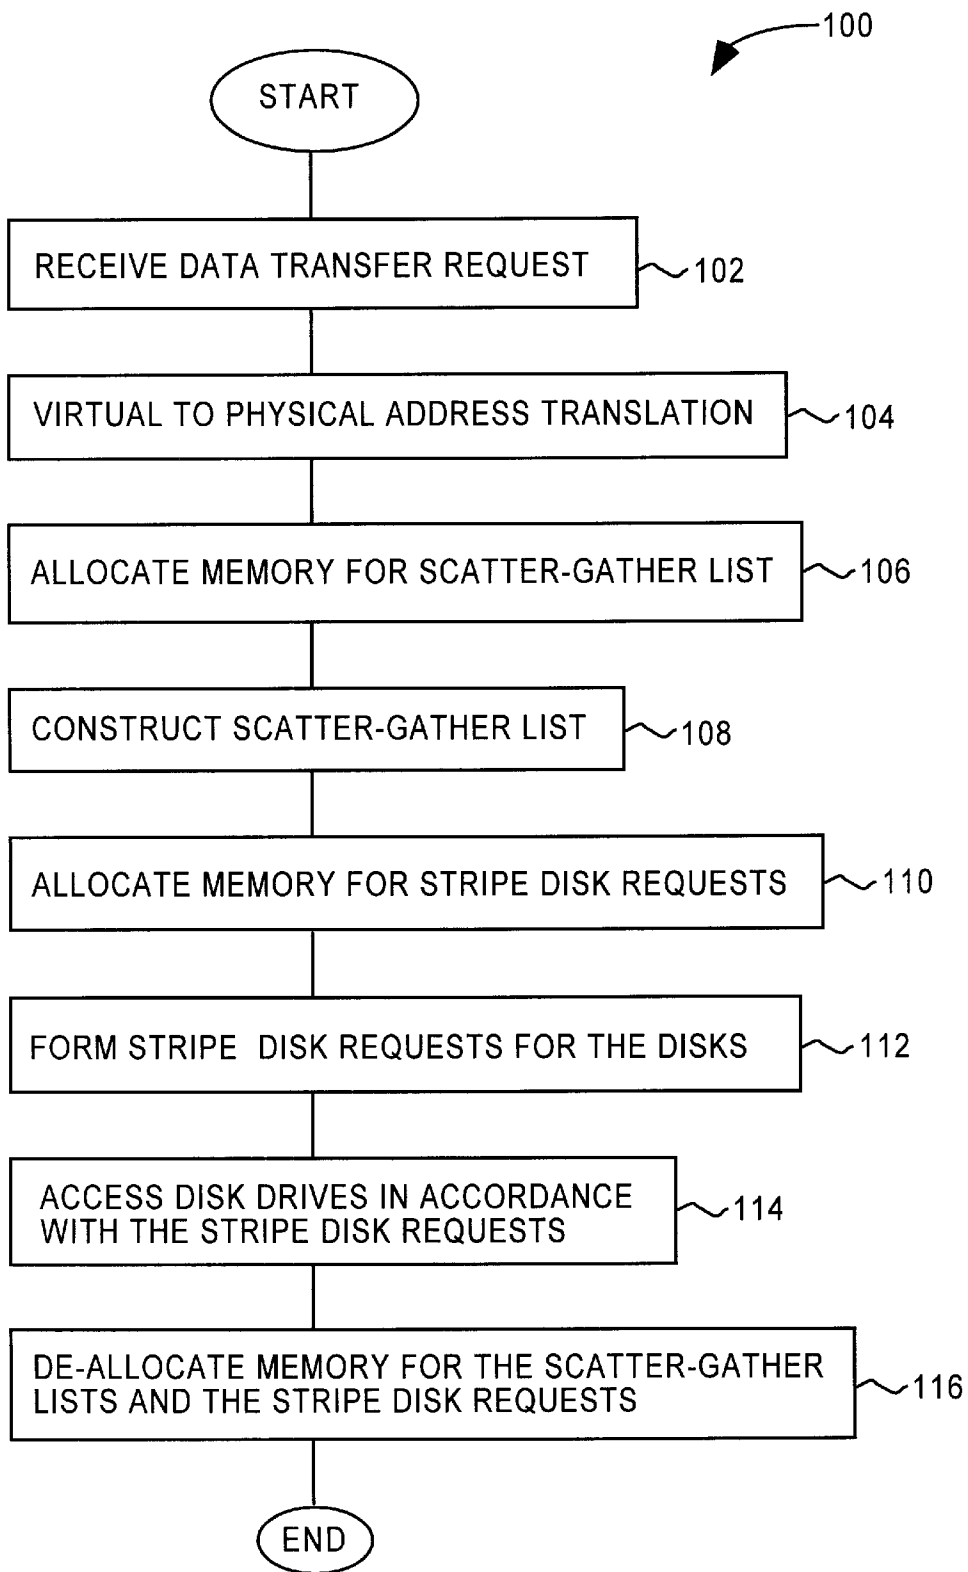 100
START
RECEIVE DATA TRANSFER REQUEST
102
VIRTUAL TO PHYSICAL ADDRESS TRANSLATION
104
ALLOCATE MEMORY FOR SCATTER-GATHER LIST
106
CONSTRUCT SCATTER-GATHER LIST
108
ALLOCATE MEMORY FOR STRIPE DISK REQUESTS
110
FORM STRIPE DISK REQUESTS FOR THE DISKS
112
ACCESS DISK DRIVES IN ACCORDANCE
WITH THE STRIPE DISK REQUESTS
114
DE-ALLOCATE MEMORY FOR THE SCATTER-GATHER
LISTS AND THE STRIPE DISK REQUESTS
116
END